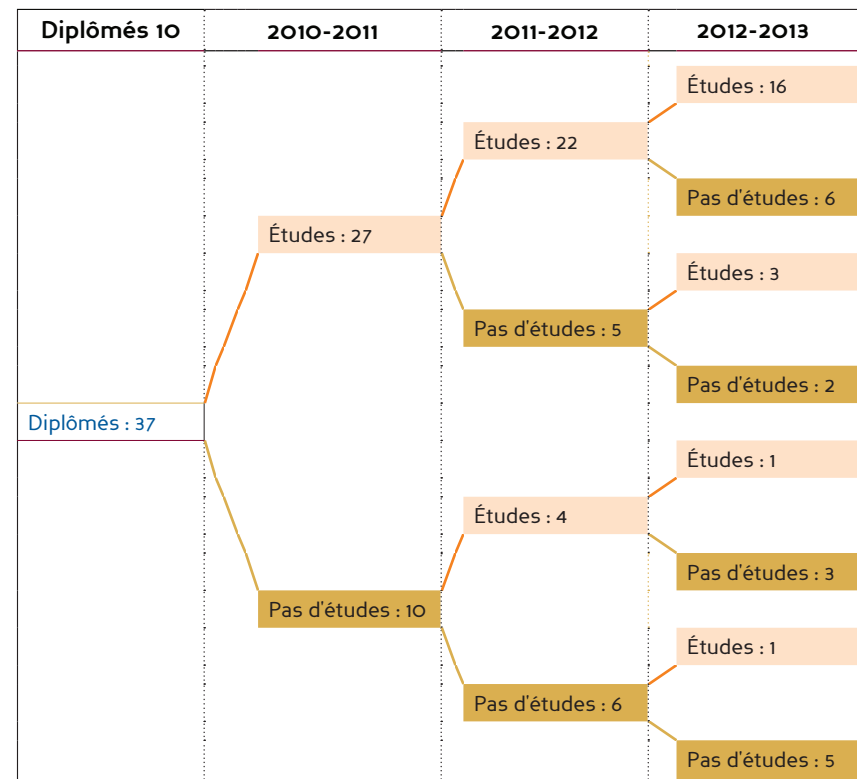 Diplômés 10 2010-2011 2011-2012 2012-2013
Études : 16
Études : 22
Pas d'études : 6
Études : 27
Études : 3
Pas d'études : 5
Pas d'études : 2
Diplômés : 37
Études : 1
Études : 4
Pas d'études : 3
Pas d'études : 10
Études : 1
Pas d'études : 6
Pas d'études : 5